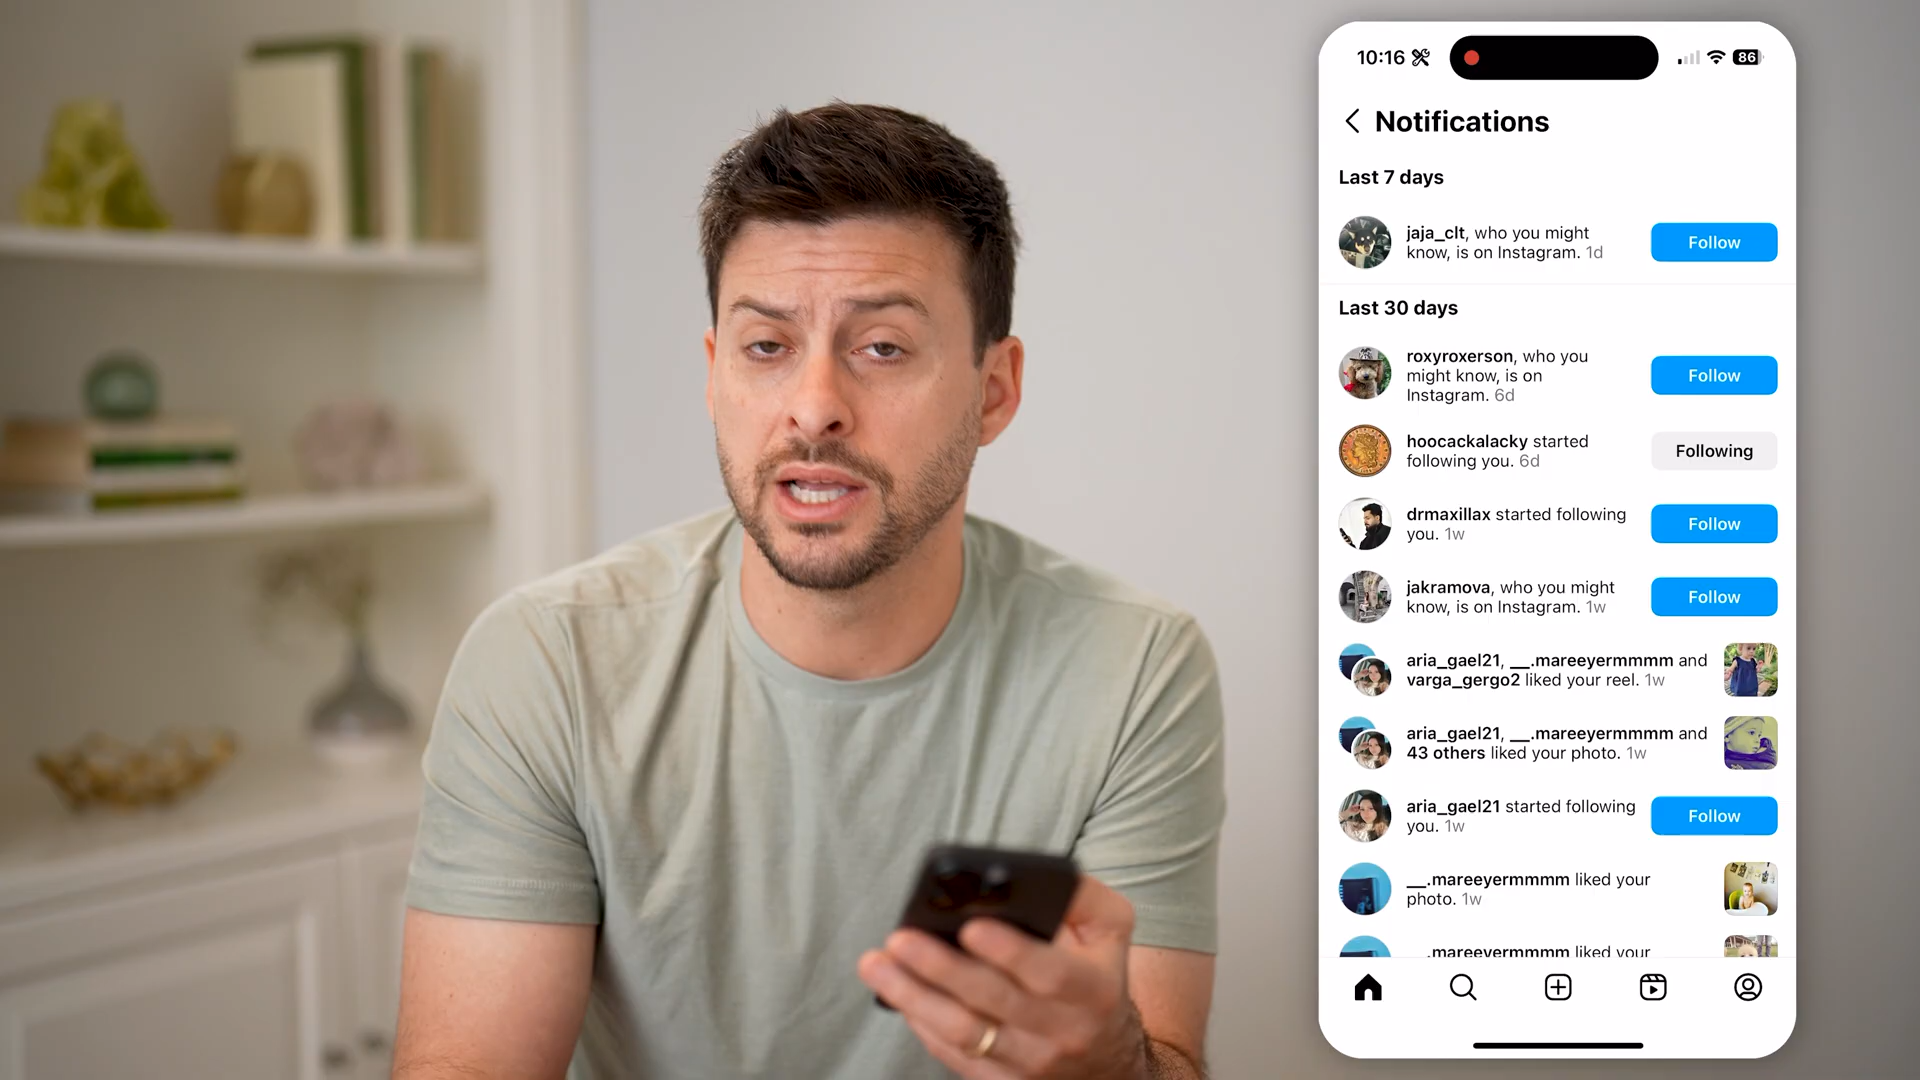 10:16
86
Notifications
Last 7 days
jaja_clt, who you might
know, is on Instagram. 1d
Follow
Last 30 days
roxyroxerson, who you
might know, is on
Instagram. 6d
Follow
hoocackalacky started
following you. 6d
Following
drmaxillax started following
you. 1w
Follow
jakramova, who you might
know, is on Instagram. 1w
Follow
aria_gael21, __.mareeyermmmm and
varga_gergo2 liked your reel. 1w
aria_gael21, __.mareeyermmmm and
43 others liked your photo. 1w
aria_gael21 started following
you. 1w
Follow
__.mareeyermmmm liked your
photo. 1w
.mareeyermmmm liked your